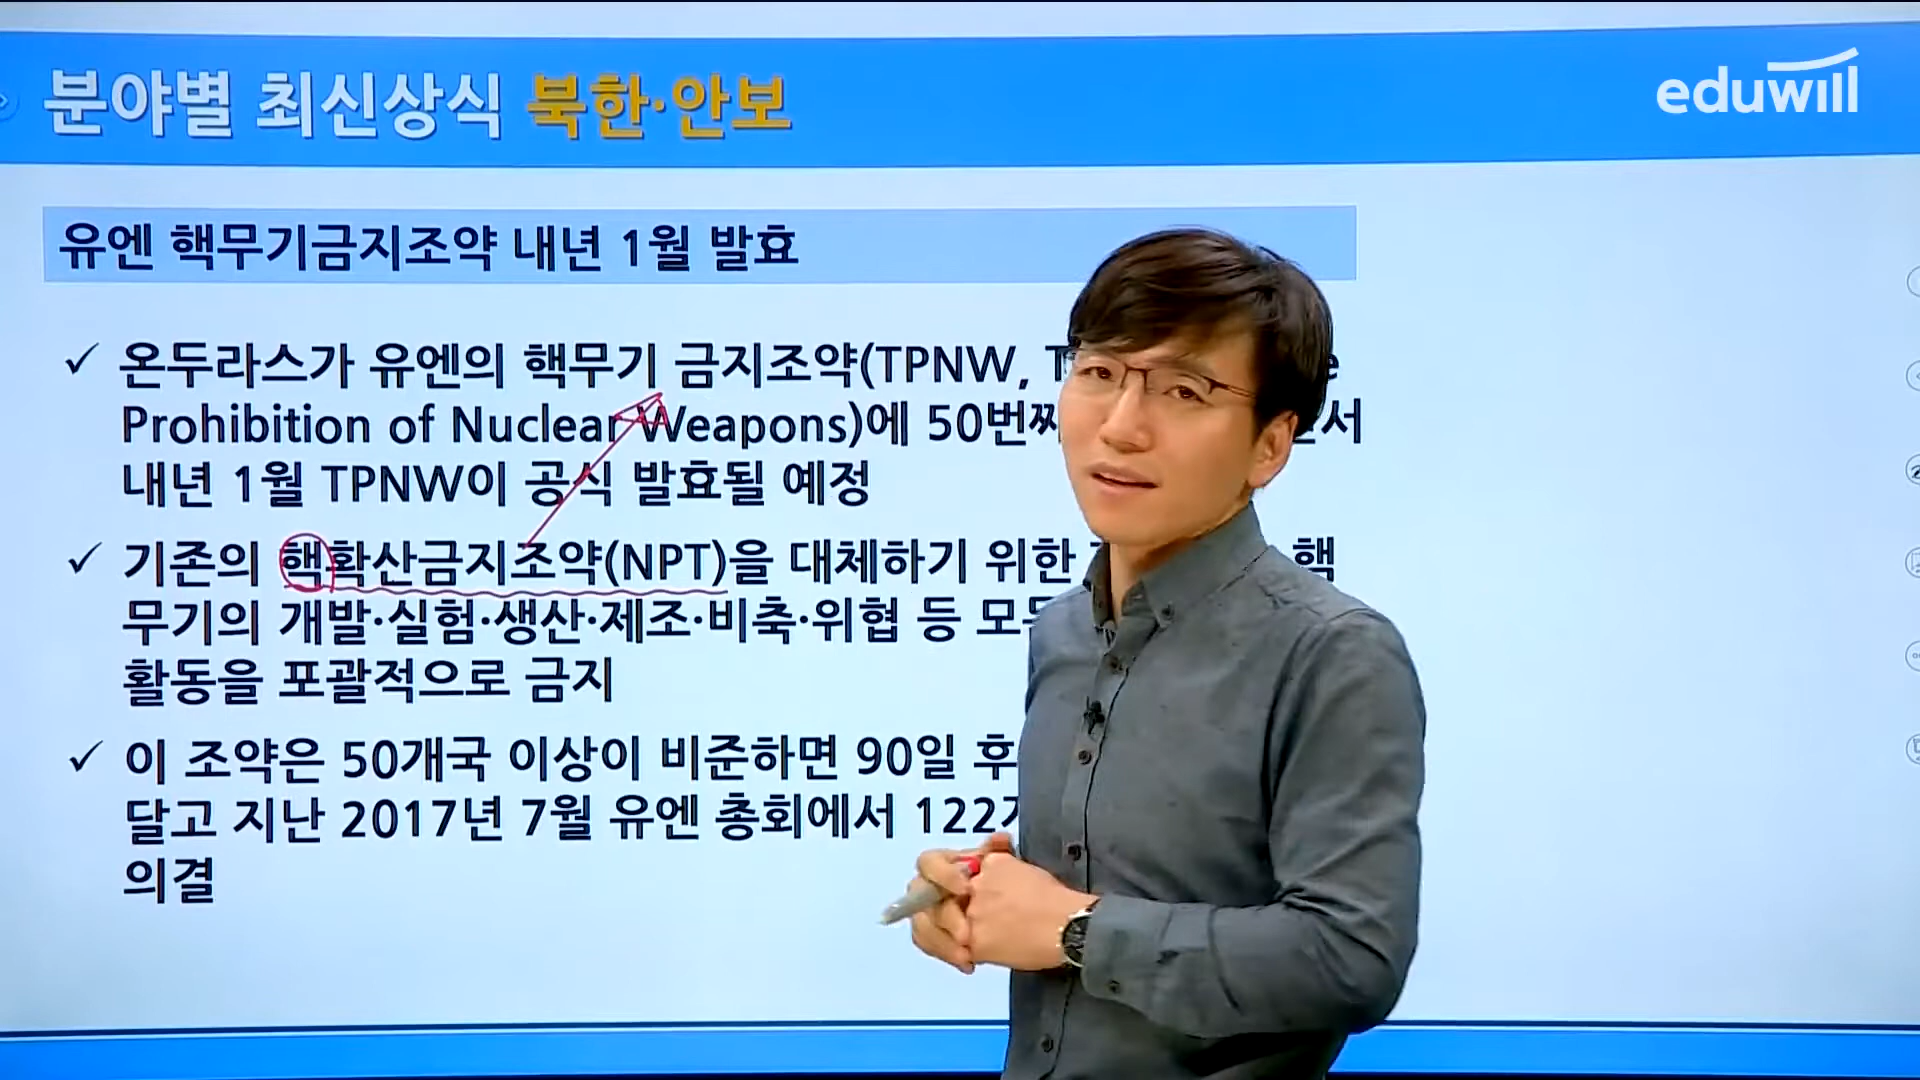 분야별 최신상식 북한·안보
eduwill
유엔 핵무기금지조약 내년 1월 발효
✓ 온두라스가 유엔의 핵무기 금지조약(TPNW,
Prohibition of Nuclear Weapons)에 50번째
내년 1월 TPNW이 공식 발효될 예정
✓ 기존의 핵확산금지조약(NPT)을 대체하기 위한 핵
무기의 개발·실험·생산·제조·비축·위협 등
활동을 포괄적으로 금지
✓ 이 조약은 50개국 이상이 비준하면 90일 후
달고 지난 2017년 7월 유엔 총회에서 122
의결